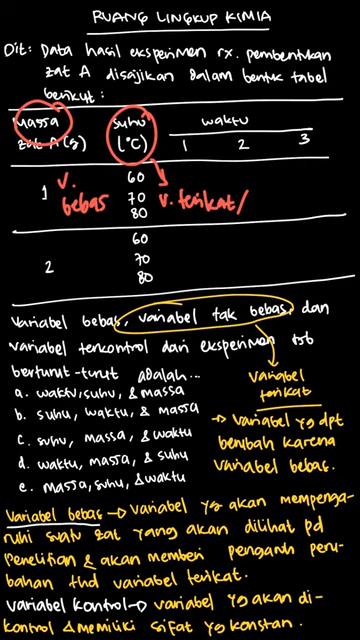 RUANG LINGKUP KIMIA
Dit: Data hasil eksperimen rx. pembentukan
zat A disajikan dalam bentuk tabel
berikut:
Massa suhu waktu
zat A (g) (°C) 1 2 3
60
1 v. bebas 70 v. terikat/
80
60
2 70
80
Variabel bebas, variabel tak bebas, dan
variabel terkontrol dari eksperimen tsb
berturut-turut adalah...
a. waktu, suhu, & massa
b. suhu, waktu, & massa
c. suhu, massa, & waktu
d. waktu, massa, & suhu
e. massa, suhu, & waktu
variabel
terikat
variabel yg dpt
berubah karena
variabel bebas.
Variabel bebas → variabel yg akan mempenga-
ruhi suatu zat yang akan dilihat pd
penelitian & akan memberi pengaruh peru-
bahan thd variabel terikat.
variabel kontrol → variabel yg akan di-
kontrol & memiliki sifat yg konstan.